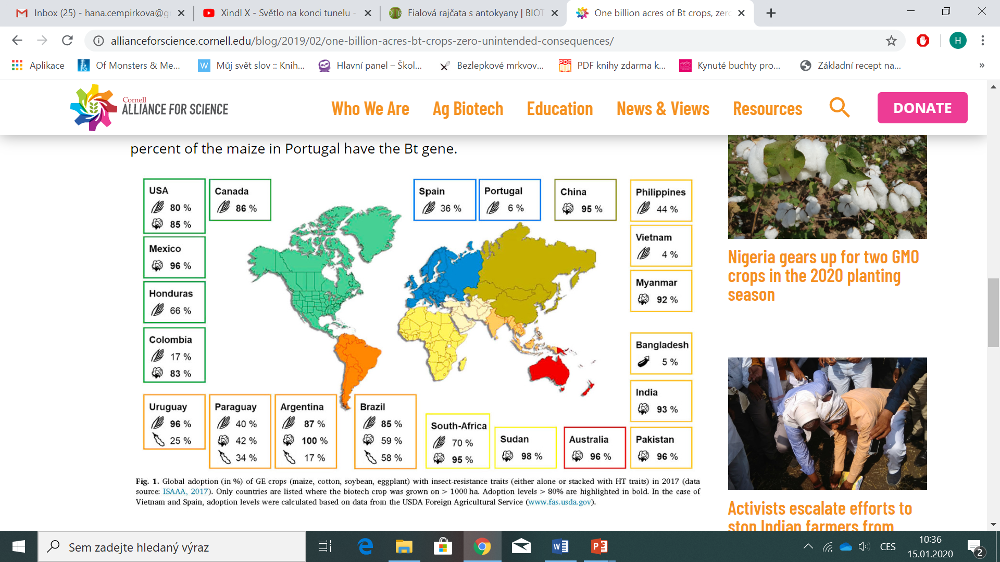 Inbox (25) - hana.cempirkova@g
Xindl X - Světlo na konci tunelu -
Fialová rajčata s antokyany | BIOT
One billion acres of Bt crops, zero
allianceforscience.cornell.edu/blog/2019/02/one-billion-acres-bt-crops-zero-unintended-consequences/
H
Aplikace
Of Monsters & Me...
Můj svět slov :: Knih...
Hlavní panel – Škol...
Bezlepkové mrkvov...
PDF knihy zdarma k...
Kynuté buchty pro...
Základní recept na...
»
Cornell
ALLIANCE FOR SCIENCE
Who We Are
Ag Biotech
Education
News & Views
Resources
DONATE
percent of the maize in Portugal have the Bt gene.
USA
80 %
85 %
Canada
86 %
Mexico
96 %
Honduras
66 %
Colombia
17 %
83 %
Uruguay
96 %
25 %
Paraguay
40 %
42 %
34 %
Argentina
87 %
100 %
17 %
Brazil
85 %
59 %
58 %
Spain
36 %
Portugal
6 %
China
95 %
Philippines
44 %
Vietnam
4 %
Myanmar
92 %
Bangladesh
5 %
India
93 %
South-Africa
70 %
95 %
Sudan
98 %
Australia
96 %
Pakistan
96 %
Fig. 1. Global adoption (in %) of GE crops (maize, cotton, soybean, eggplant) with insect-resistance traits (either alone or stacked with HT traits) in 2017 (data
source: ISAAA, 2017). Only countries are listed where the biotech crop was grown on > 1000 ha. Adoption levels > 80% are highlighted in bold. In the case of
Vietnam and Spain, adoption levels were calculated based on data from the USDA Foreign Agricultural Service (www.fas.usda.gov).
Nigeria gears up for two GMO
crops in the 2020 planting
season
Activists escalate efforts to
stop Indian farmers from
Sem zadejte hledaný výraz
CES
10:36
15.01.2020
2